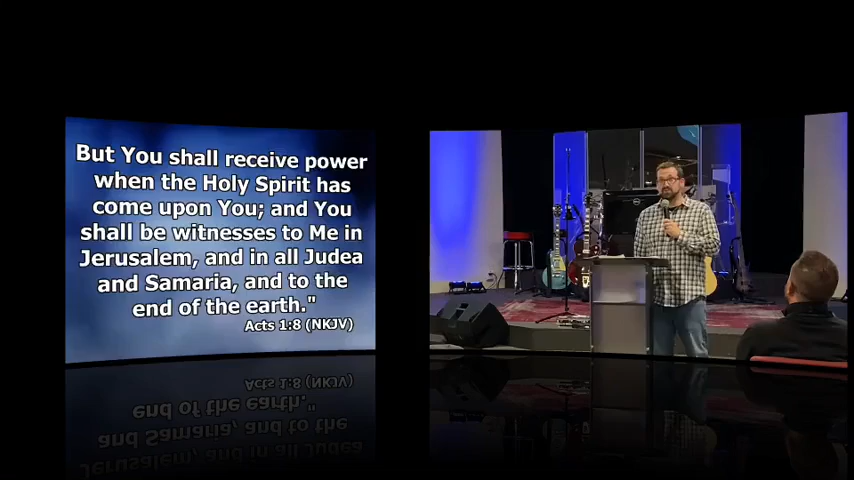 But You shall receive power
when the Holy Spirit has
come upon You; and You
shall be witnesses to Me in
Jerusalem, and in all Judea
and Samaria, and to the
end of the earth."
Acts 1:8 (NKJV)